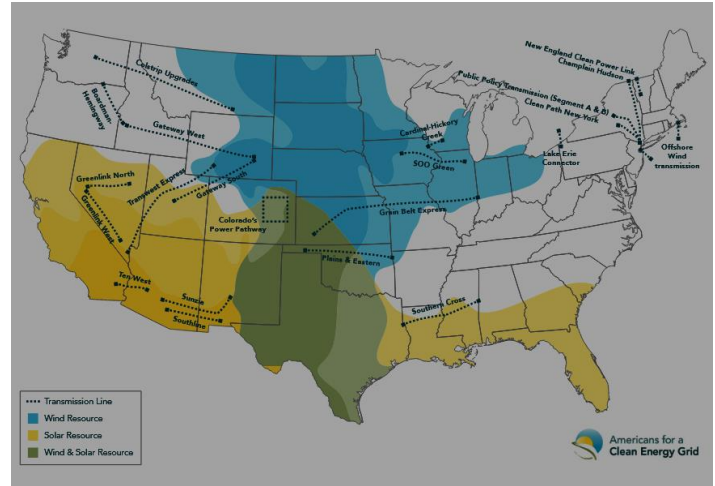 New England Clean Power Link
Champlain Hudson
Public Policy Transmission (Segment A & B)
Clean Path New York
Colstrip Upgrades
Boardman-
Hemingway
Gateway West
Cardinal-Hickory
Creek
SOO Green
Lake Erie
Connector
Offshore
Wind
transmission
Greenlink North
Transwest Express
Gateway South
Greenlink West
Colorado's
Power Pathway
Grain Belt Express
Plains & Eastern
Ten West
Sunzia
Southline
Southern Cross
Transmission Line
Wind Resource
Solar Resource
Wind & Solar Resource
Americans for a
Clean Energy Grid